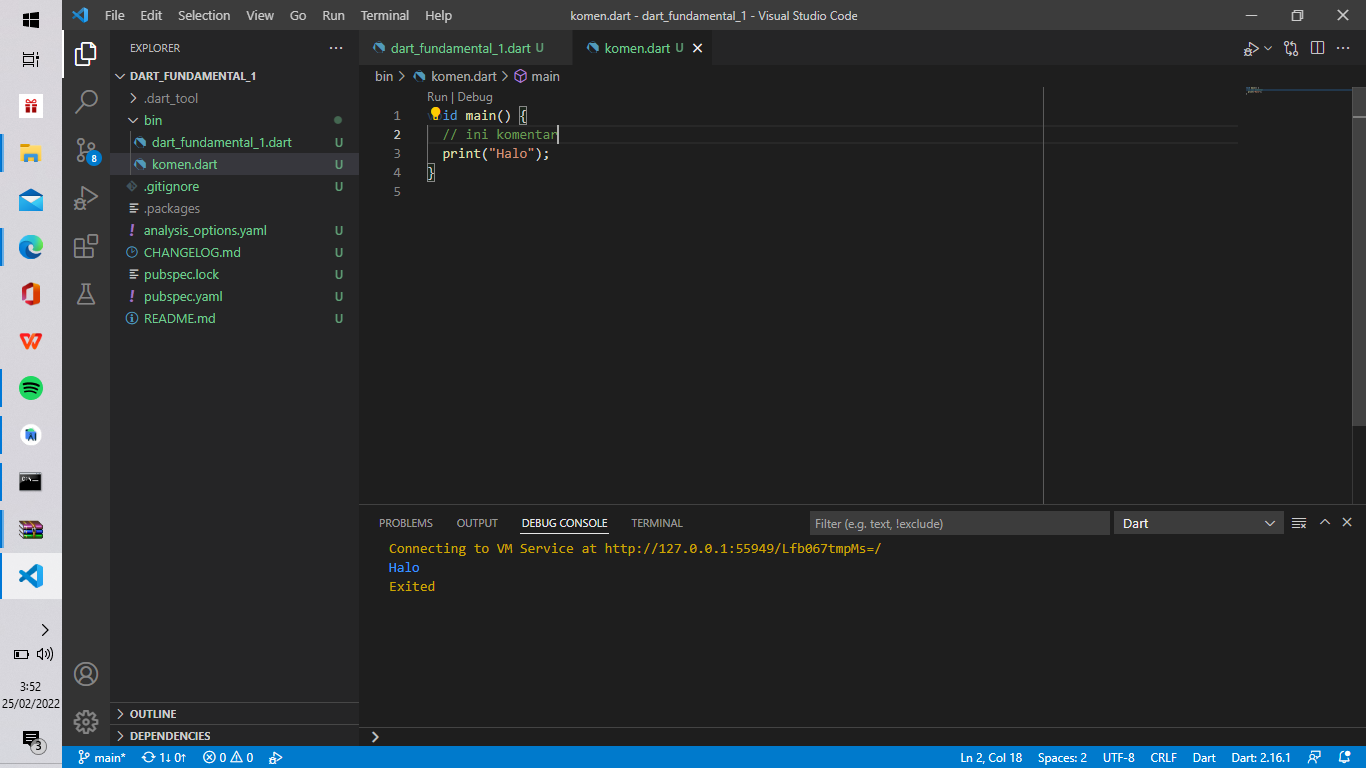 File Edit Selection View Go Run Terminal Help
komen.dart - dart_fundamental_1 - Visual Studio Code
EXPLORER
DART_FUNDAMENTAL_1
.dart_tool
bin
dart_fundamental_1.dart U
komen.dart U
.gitignore U
.packages
analysis_options.yaml U
CHANGELOG.md U
pubspec.lock U
pubspec.yaml U
README.md U
OUTLINE
DEPENDENCIES
8
dart_fundamental_1.dart U
komen.dart U
bin > komen.dart > main
Run | Debug
1 id main() {
2 // ini komentar
3 print("Halo");
4 }
5
PROBLEMS OUTPUT DEBUG CONSOLE TERMINAL
Filter (e.g. text, !exclude)
Dart
Connecting to VM Service at http://127.0.0.1:55949/Lfb067tmpMs=/
Halo
Exited
3:52
25/02/2022
3
main* 1↓ 0↑ 0 0
Ln 2, Col 18 Spaces: 2 UTF-8 CRLF Dart Dart: 2.16.1